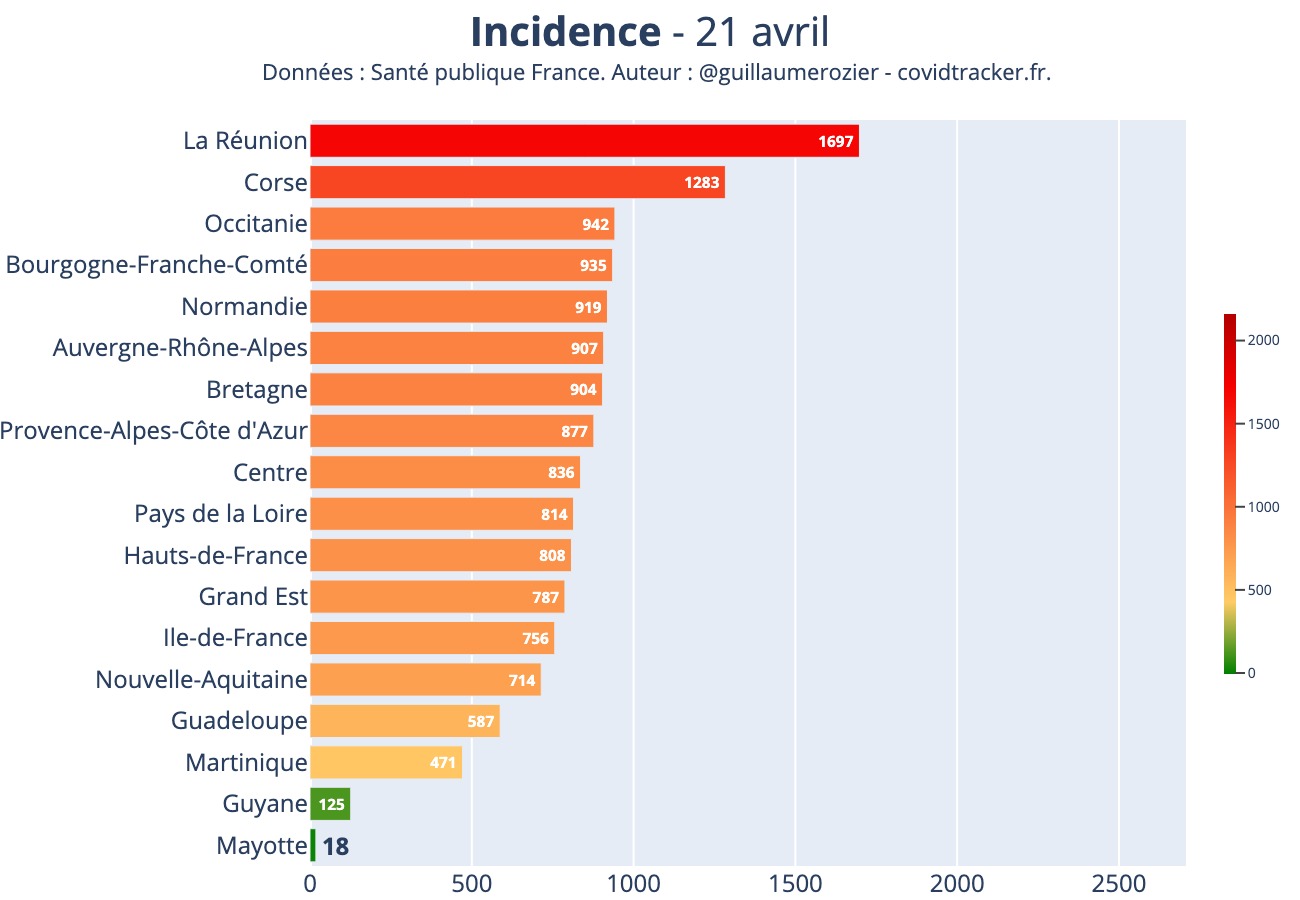 Incidence - 21 avril
Données : Santé publique France. Auteur : @guillaumerozier - covidtracker.fr.
La Réunion 1697
Corse 1283
Occitanie 942
Bourgogne-Franche-Comté 935
Normandie 919
Auvergne-Rhône-Alpes 907
Bretagne 904
Provence-Alpes-Côte d'Azur 877
Centre 836
Pays de la Loire 814
Hauts-de-France 808
Grand Est 787
Ile-de-France 756
Nouvelle-Aquitaine 714
Guadeloupe 587
Martinique 471
Guyane 125
Mayotte 18
0 500 1000 1500 2000 2500
2000
1500
1000
500
0